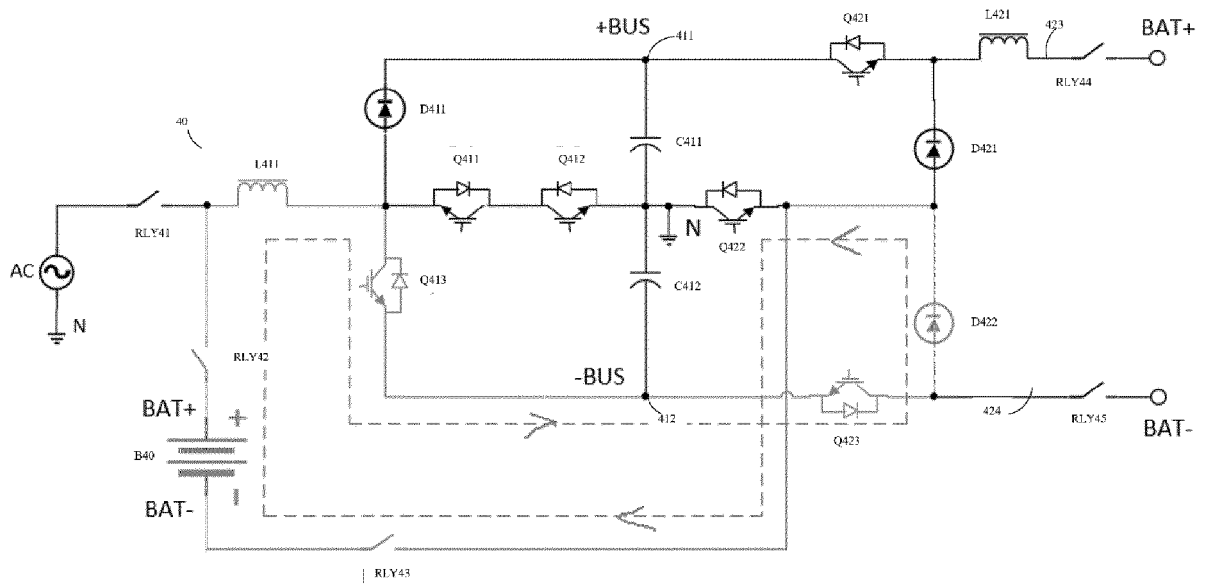 Q421
L421
423
BAT+
+BUS
411
RLY44
40
D411
C411
D421
L411
Q411
Q412
RLY41
N
Q422
AC
Q413
C412
D422
N
RLY42
-BUS
BAT+
+
412
424
RLY45
Q423
BAT-
B40
BAT-
-
RLY43